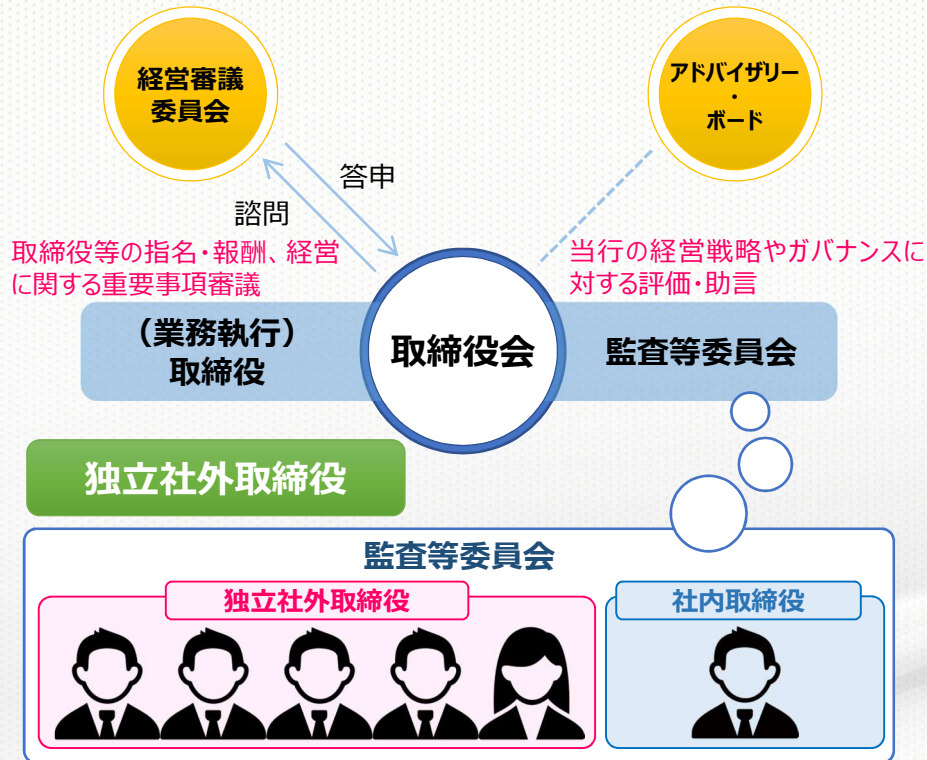 経営審議
委員会
アドバイザリー
・
ボード
答申
諮問
取締役等の指名・報酬、経営
に関する重要事項審議
当行の経営戦略やガバナンスに
対する評価・助言
（業務執行）
取締役
取締役会
監査等委員会
独立社外取締役
監査等委員会
独立社外取締役
社内取締役